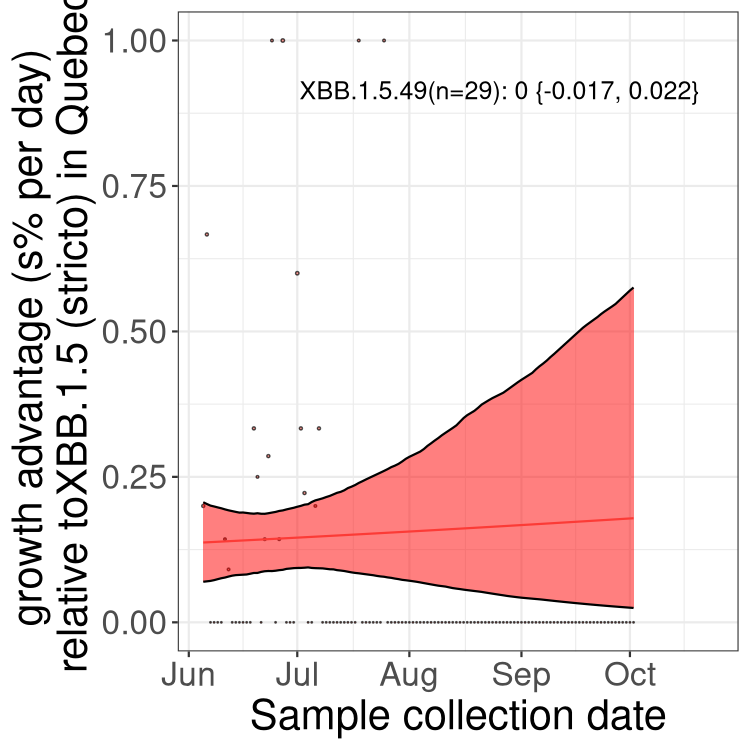 growth advantage (s% per day)
relative toXBB.1.5 (stricto) in Quebec
1.00
XBB.1.5.49(n=29): 0 {-0.017, 0.022}
0.75
0.50
0.25
0.00
Jun Jul Aug Sep Oct
Sample collection date